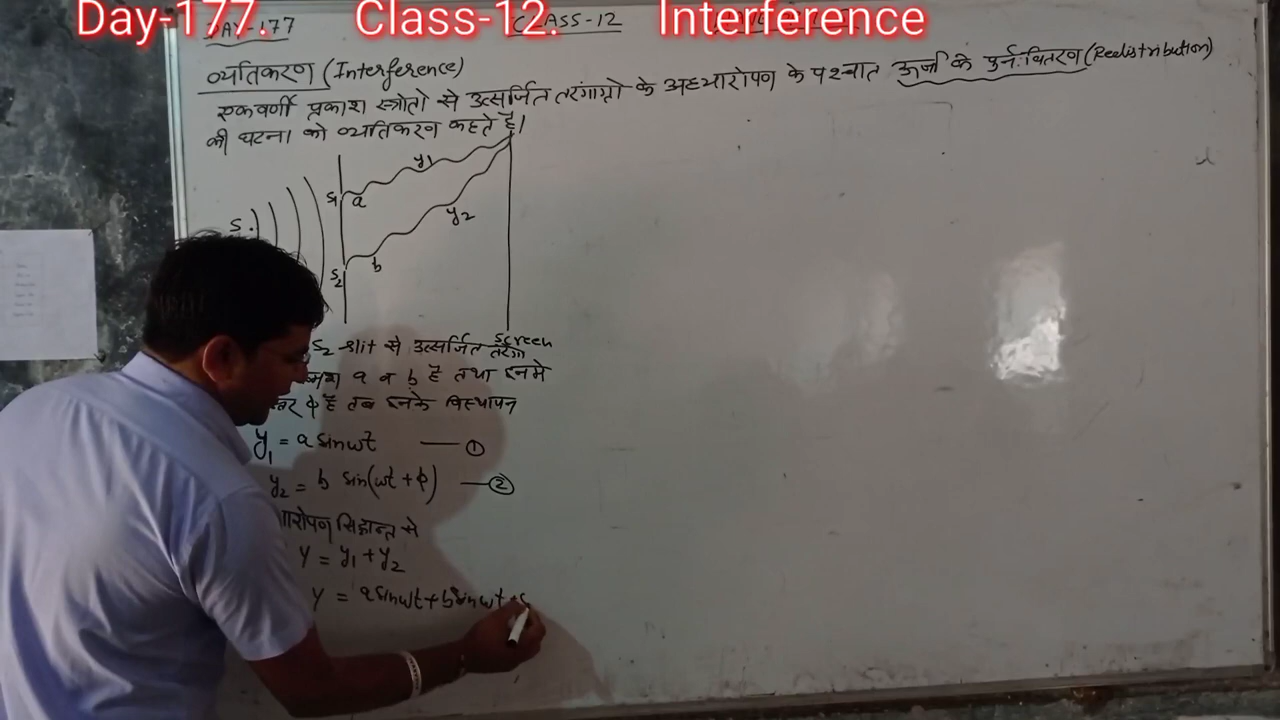 Day-177. Class-12. Interference
DAY-177 CLASS-12
व्यतिकरण (Interference)
एकवर्णी प्रकाश स्त्रोतो से उत्सर्जित तरंगाग्रो के अध्यारोपण के पश्चात ऊर्जा के पुर्न:वितरण (Redistribution)
की घटना को व्यतिकरण कहते हैं।
S₁ a y₁
S
y₂
S₂ b
Screen
S₂ slit से उत्सर्जित तरंगा
a व b है तथा इनमे
ϕ है तब इनके विस्थापन
y₁ = a sinωt —— ①
y₂ = b sin(ωt + ϕ) —— ②
सिद्धान्त से
y = y₁ + y₂
y = a sinωt + b sinωt +